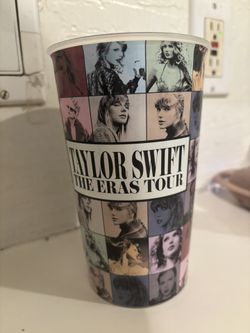 TAYLOR SWIFT
THE ERAS TOUR